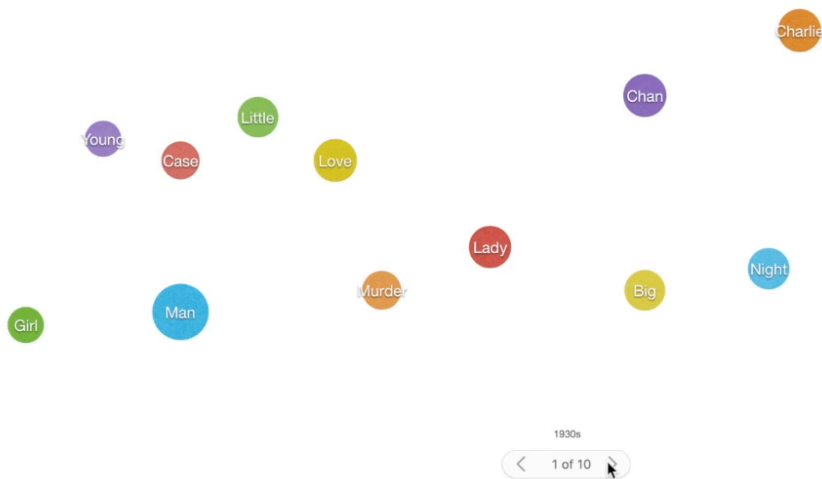 Charlie
Chan
Little
Young
Case
Love
Lady
Night
Murder
Big
Man
Girl
1930s
1 of 10